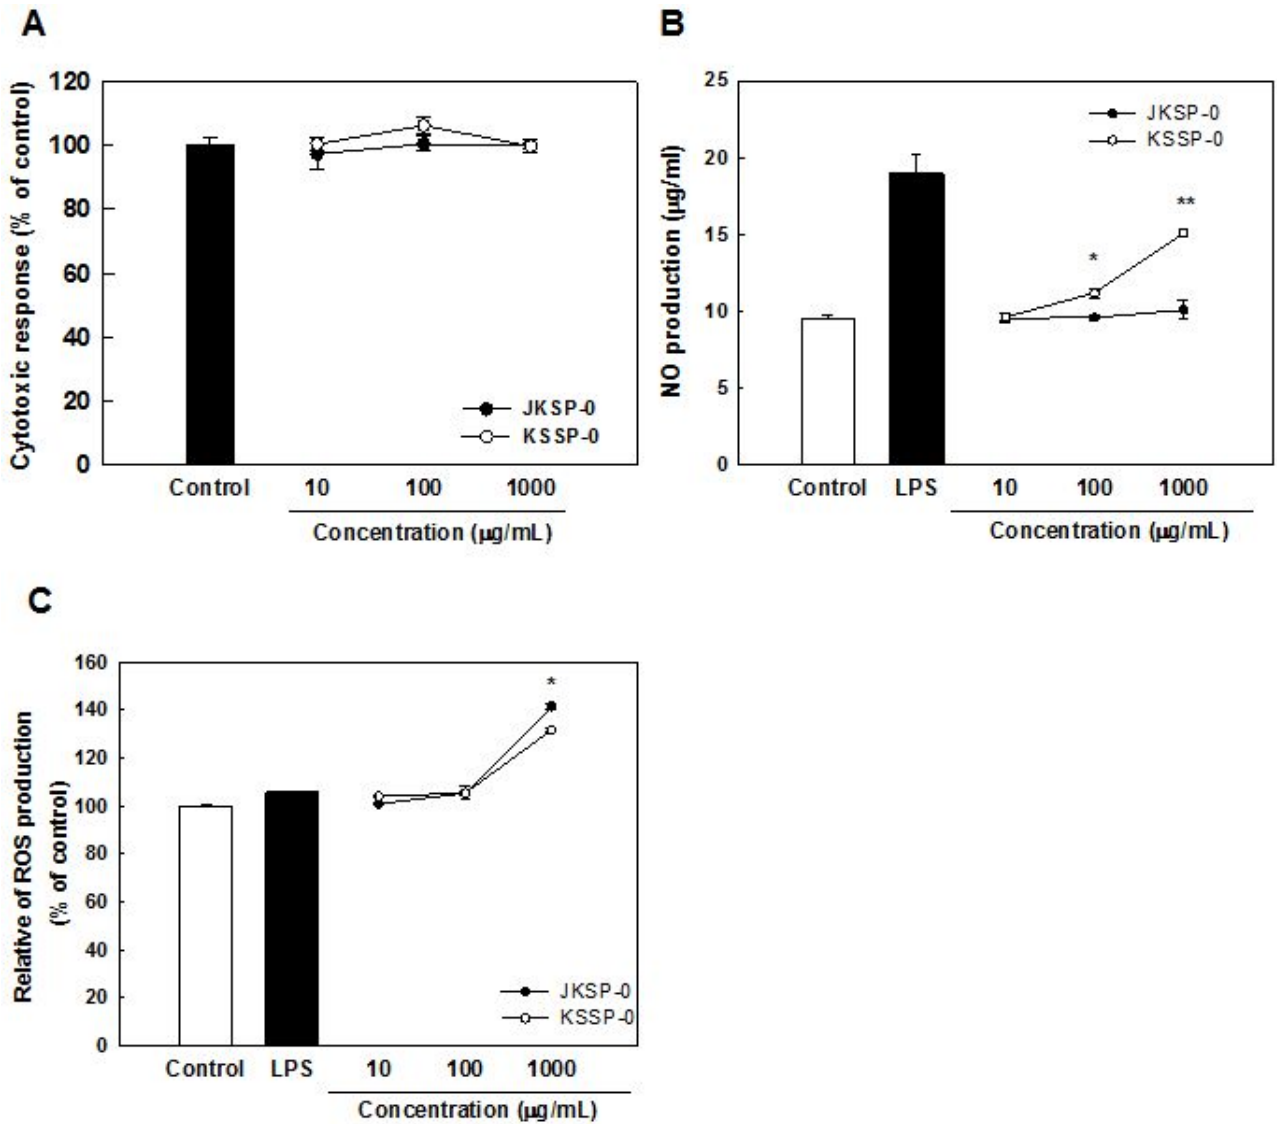 A
Cytotoxic response (% of control)
120
100
80
60
40
20
0
JKSP-0
KSSP-0
Control 10 100 1000
Concentration (µg/mL)
B
NO production (µg/ml)
25
20
15
10
5
0
JKSP-0
KSSP-0
*
**
Control LPS 10 100 1000
Concentration (µg/mL)
C
Relative of ROS production
(% of control)
160
140
120
100
80
60
40
20
0
*
JKSP-0
KSSP-0
Control LPS 10 100 1000
Concentration (µg/mL)